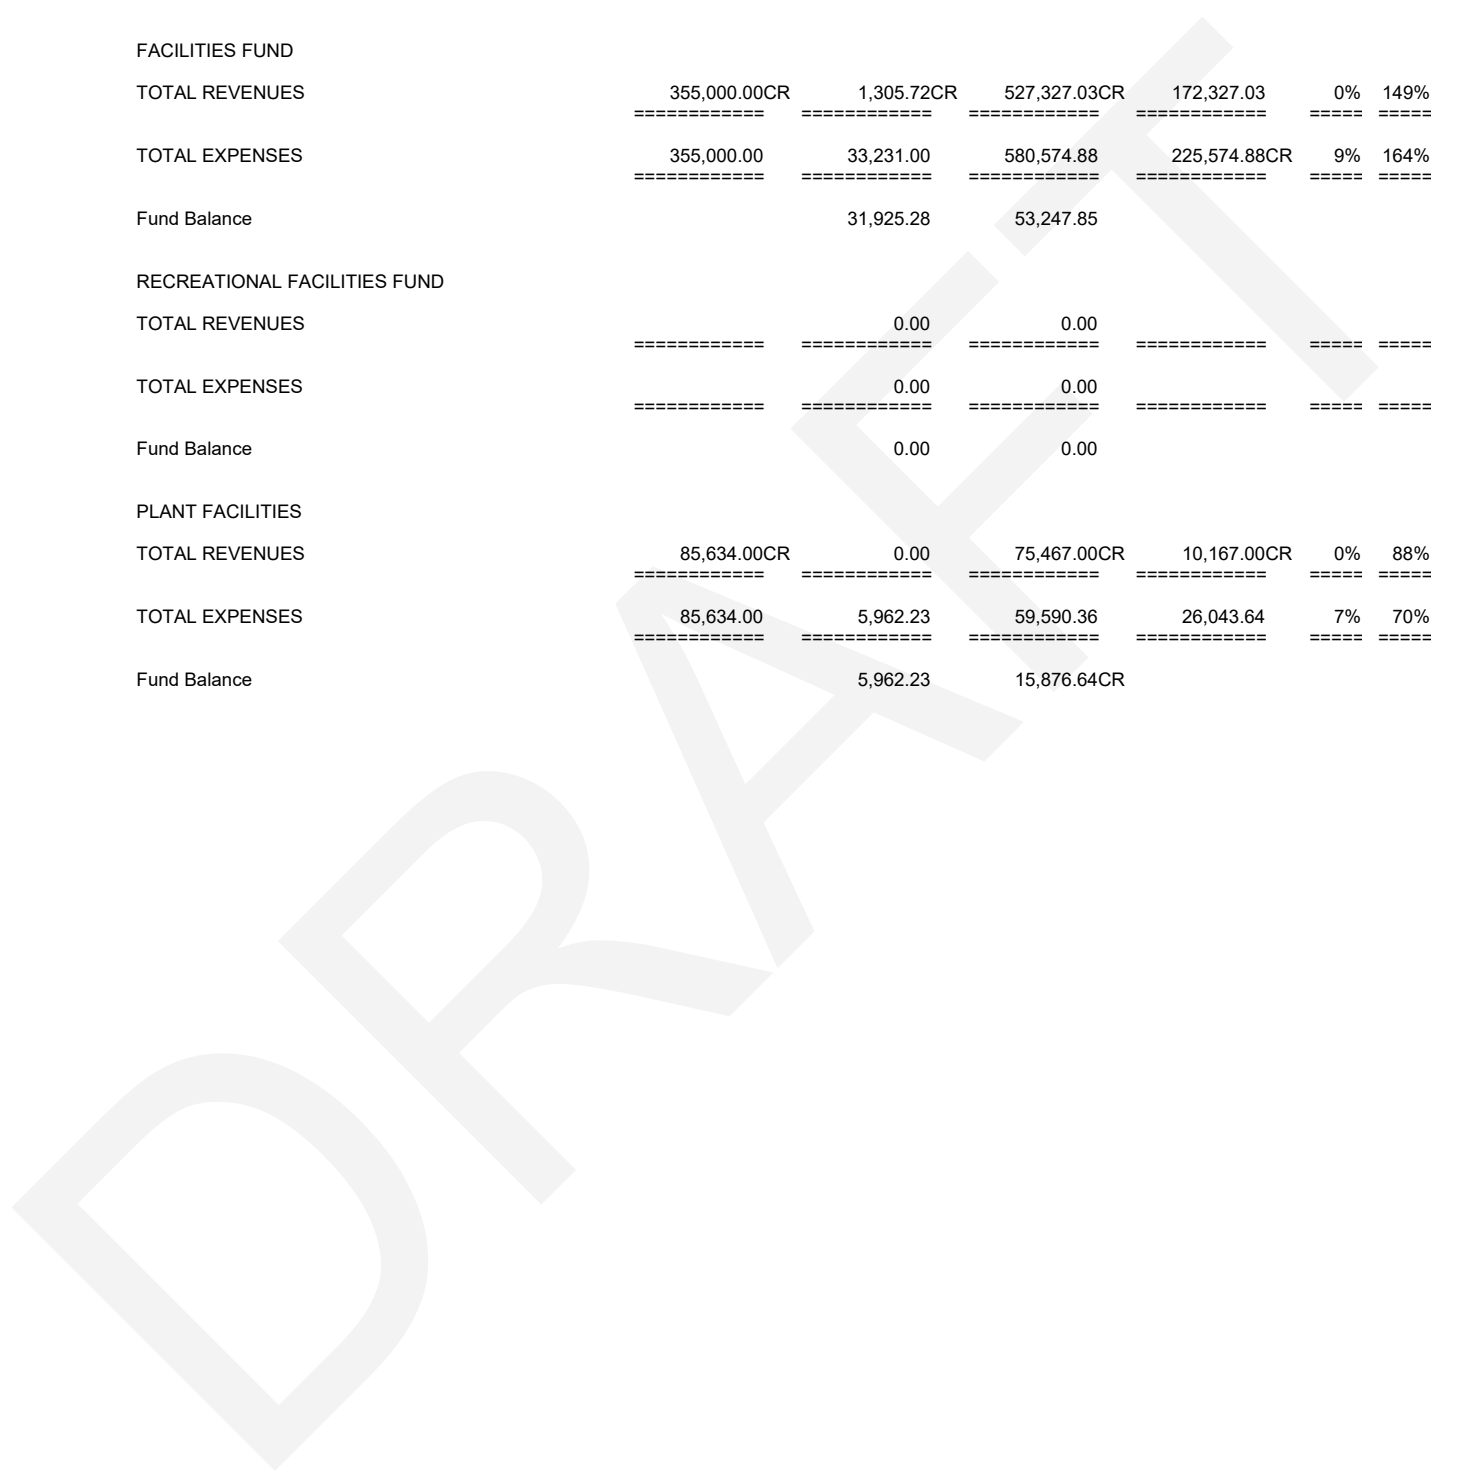 FACILITIES FUND
TOTAL REVENUES 355,000.00CR 1,305.72CR 527,327.03CR 172,327.03 0% 149%
============ ============ ============ ============ ===== =====
TOTAL EXPENSES 355,000.00 33,231.00 580,574.88 225,574.88CR 9% 164%
============ ============ ============ ============ ===== =====
Fund Balance 31,925.28 53,247.85
RECREATIONAL FACILITIES FUND
TOTAL REVENUES 0.00 0.00
============ ============ ============ ============ ===== =====
TOTAL EXPENSES 0.00 0.00
============ ============ ============ ============ ===== =====
Fund Balance 0.00 0.00
PLANT FACILITIES
TOTAL REVENUES 85,634.00CR 0.00 75,467.00CR 10,167.00CR 0% 88%
============ ============ ============ ============ ===== =====
TOTAL EXPENSES 85,634.00 5,962.23 59,590.36 26,043.64 7% 70%
============ ============ ============ ============ ===== =====
Fund Balance 5,962.23 15,876.64CR
DRAFT